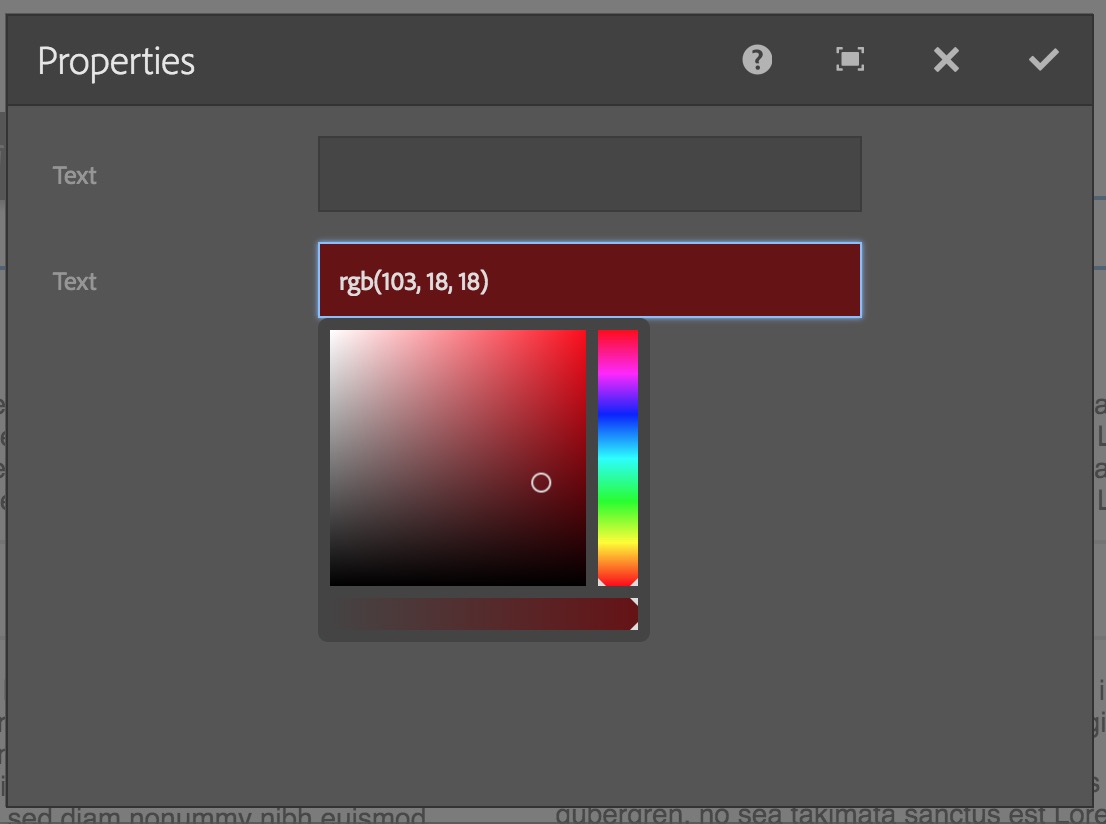 Properties
?
Text
Text
rgb(103, 18, 18)
sed diam nonummy nibh euismod
gubergren, no sea takimata sanctus est Lore